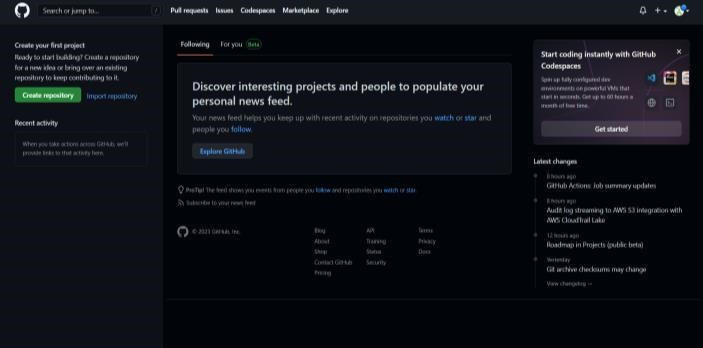 Search or jump to...
/
Pull requests Issues Codespaces Marketplace Explore
Create your first project
Ready to start building? Create a repository
for a new idea or bring over an existing
repository to keep contributing to it.
Create repository
Import repository
Recent activity
When you take actions across GitHub, we'll
provide links to that activity here.
Following
For you
Beta
Discover interesting projects and people to populate your
personal news feed.
Your news feed helps you keep up with recent activity on repositories you watch or star and
people you follow.
Explore GitHub
ProTip! The feed shows you events from people you follow and repositories you watch or star.
Subscribe to your news feed
© 2023 GitHub, Inc.
Blog
About
Shop
Contact GitHub
Pricing
API
Training
Status
Security
Terms
Privacy
Docs
Start coding instantly with GitHub
Codespaces
Spin up fully configured dev
environments on powerful VMs that
start in seconds. Get up to 60 hours a
month of free time.
Get started
Latest changes
8 hours ago
GitHub Actions: Job summary updates
8 hours ago
Audit log streaming to AWS S3 integration with
AWS CloudTrail Lake
12 hours ago
Roadmap in Projects (public beta)
Yesterday
Git archive checksums may change
View changelog →